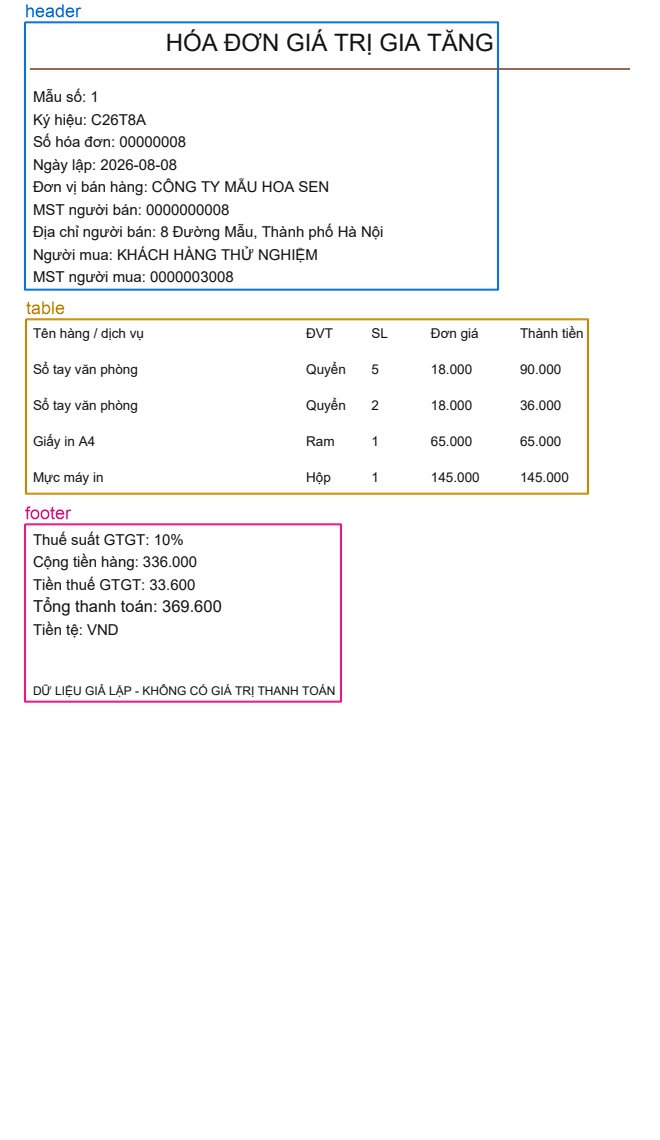 header
HÓA ĐƠN GIÁ TRỊ GIA TĂNG
Mẫu số: 1
Ký hiệu: C26T8A
Số hóa đơn: 00000008
Ngày lập: 2026-08-08
Đơn vị bán hàng: CÔNG TY MẪU HOA SEN
MST người bán: 0000000008
Địa chỉ người bán: 8 Đường Mẫu, Thành phố Hà Nội
Người mua: KHÁCH HÀNG THỬ NGHIỆM
MST người mua: 0000003008
table
Tên hàng / dịch vụ ĐVT SL Đơn giá Thành tiền
Sổ tay văn phòng Quyển 5 18.000 90.000
Sổ tay văn phòng Quyển 2 18.000 36.000
Giấy in A4 Ram 1 65.000 65.000
Mực máy in Hộp 1 145.000 145.000
footer
Thuế suất GTGT: 10%
Cộng tiền hàng: 336.000
Tiền thuế GTGT: 33.600
Tổng thanh toán: 369.600
Tiền tệ: VND
DỮ LIỆU GIẢ LẬP - KHÔNG CÓ GIÁ TRỊ THANH TOÁN